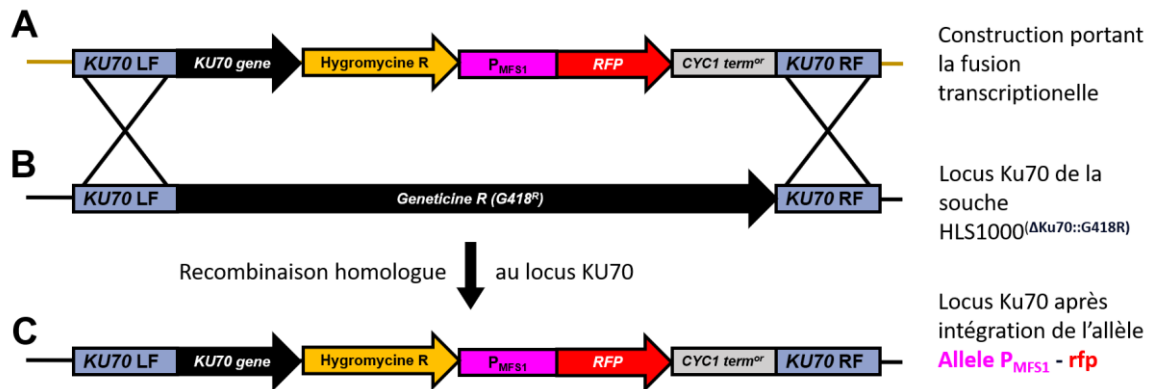 A
KU70 LF
KU70 gene
Hygromycine R
PMFS1
RFP
CYC1 termor
KU70 RF
Construction portant
la fusion
transcriptionelle
B
KU70 LF
Geneticine R (G418R)
KU70 RF
Locus Ku70 de la
souche
HLS1000(ΔKu70::G418R)
Recombinaison homologue
au locus KU70
C
KU70 LF
KU70 gene
Hygromycine R
PMFS1
RFP
CYC1 termor
KU70 RF
Locus Ku70 après
intégration de l’allèle
Allele PMFS1 - rfp